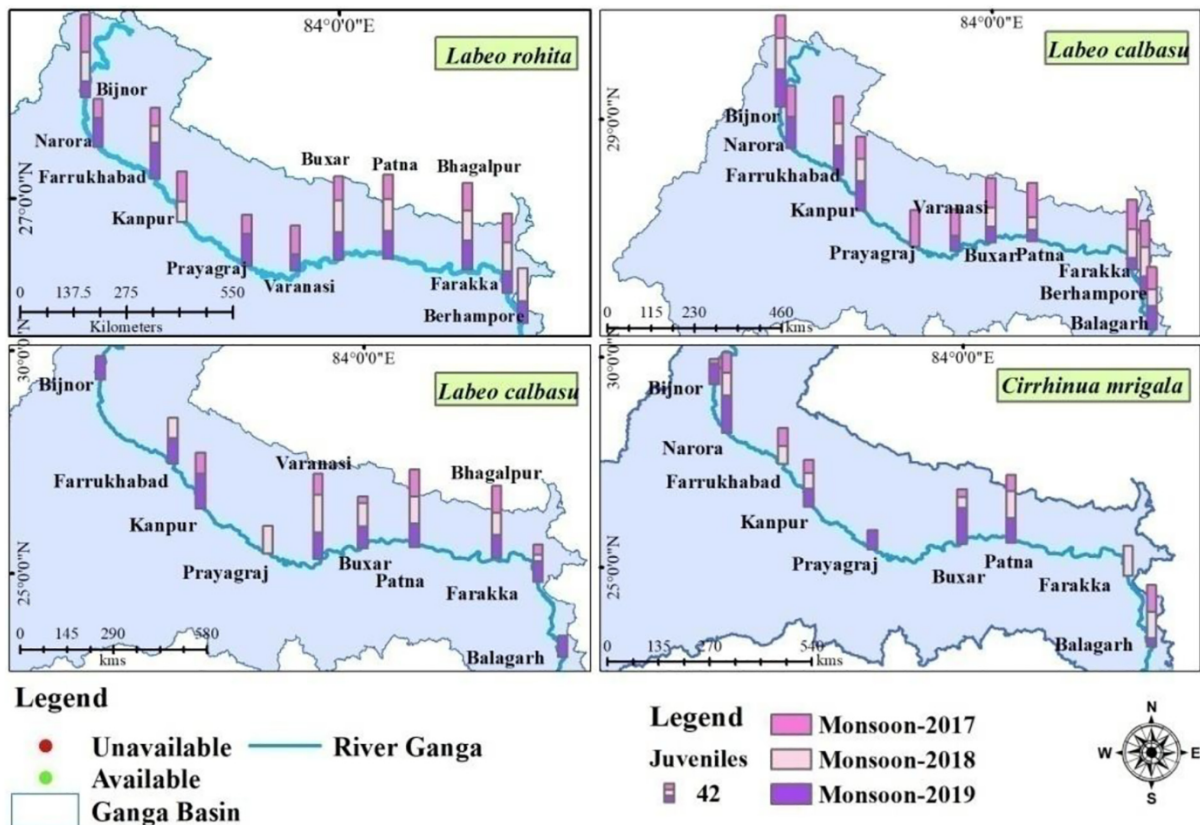 84°0'0"E
Labeo rohita
Bijnor
Narora
Farrukhabad
Kanpur
Prayagraj
Varanasi
Buxar
Patna
Bhagalpur
Farakka
Berhampore
27°0'0"N
0 137.5 275 550
Kilometers
84°0'0"E
Labeo calbasu
29°0'0"N
Bijnor
Narora
Farrukhabad
Kanpur
Prayagraj
Varanasi
Buxar
Patna
Farakka
Berhampore
Balagarh
0 115 230 460
kms
30°0'0"N
84°0'0"E
Labeo calbasu
Bijnor
Farrukhabad
Kanpur
Prayagraj
Varanasi
Buxar
Patna
Bhagalpur
Farakka
Balagarh
25°0'0"N
0 145 290 580
kms
30°0'0"N
84°0'0"E
Cirrhinua mrigala
Bijnor
Narora
Farrukhabad
Kanpur
Prayagraj
Buxar
Patna
Farakka
Balagarh
25°0'0"N
0 135 270 540
kms
Legend
Unavailable
River Ganga
Available
Ganga Basin
Legend
Juveniles
42
Monsoon-2017
Monsoon-2018
Monsoon-2019
N
W E
S